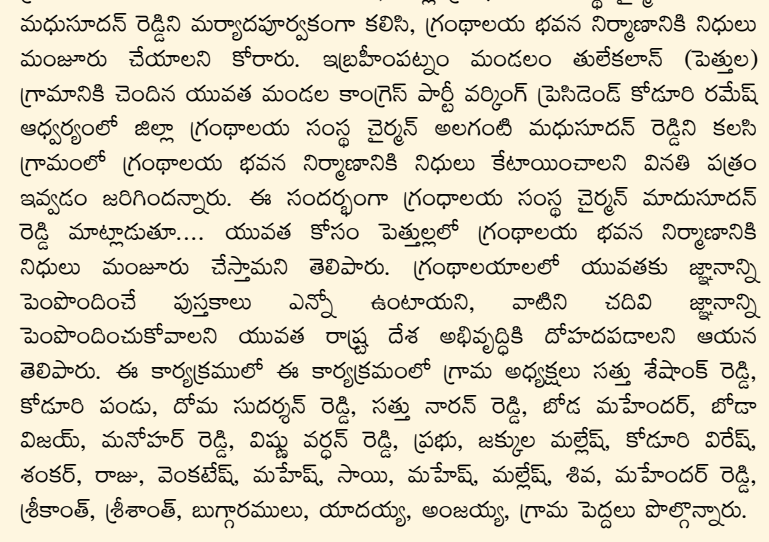 మధుసూదన్ రెడ్డిని మర్యాదపూర్వకంగా కలిసి, గ్రంథాలయ భవన నిర్మాణానికి నిధులు
మంజూరు చేయాలని కోరారు. ఇబ్రహీంపట్నం మండలం తులేకలాన్ (పెత్తుల)
గ్రామానికి చెందిన యువత మండల కాంగ్రెస్ పార్టీ వర్కింగ్ ప్రెసిడెండ్ కోడూరి రమేష్
ఆధ్వర్యంలో జిల్లా గ్రంథాలయ సంస్థ చైర్మన్ అలగంటి మధుసూదన్ రెడ్డిని కలసి
గ్రామంలో గ్రంథాలయ భవన నిర్మాణానికి నిధులు కేటాయించాలని వినతి పత్రం
ఇవ్వడం జరిగిందన్నారు. ఈ సందర్భంగా గ్రంధాలయ సంస్థ చైర్మన్ మాదుసూదన్
రెడ్డి మాట్లాడుతూ.... యువత కోసం పెత్తుల్లలో గ్రంథాలయ భవన నిర్మాణానికి
నిధులు మంజూరు చేస్తామని తెలిపారు. గ్రంథాలయాలలో యువతకు జ్ఞానాన్ని
పెంపొందించే పుస్తకాలు ఎన్నో ఉంటాయని, వాటిని చదివి జ్ఞానాన్ని
పెంపొందించుకోవాలని యువత రాష్ట్ర దేశ అభివృద్ధికి దోహదపడాలని ఆయన
తెలిపారు. ఈ కార్యక్రములో ఈ కార్యక్రమంలో గ్రామ అధ్యక్షలు సత్తు శేషాంక్ రెడ్డి,
కోడూరి పండు, దోమ సుదర్శన్ రెడ్డి, సత్తు నారన్ రెడ్డి, బోడ మహేందర్, బోడా
విజయ్, మనోహర్ రెడ్డి, విష్ణు వర్ధన్ రెడ్డి, ప్రభు, జక్కుల మల్లేష్, కోడూరి విరేష్,
శంకర్, రాజు, వెంకటేష్, మహేష్, సాయి, మహేష్, మల్లేష్, శివ, మహేందర్ రెడ్డి,
శ్రీకాంత్, శ్రీశాంత్, బుగ్గారములు, యాదయ్య, అంజయ్య, గ్రామ పెద్దలు పొల్గొన్నారు.